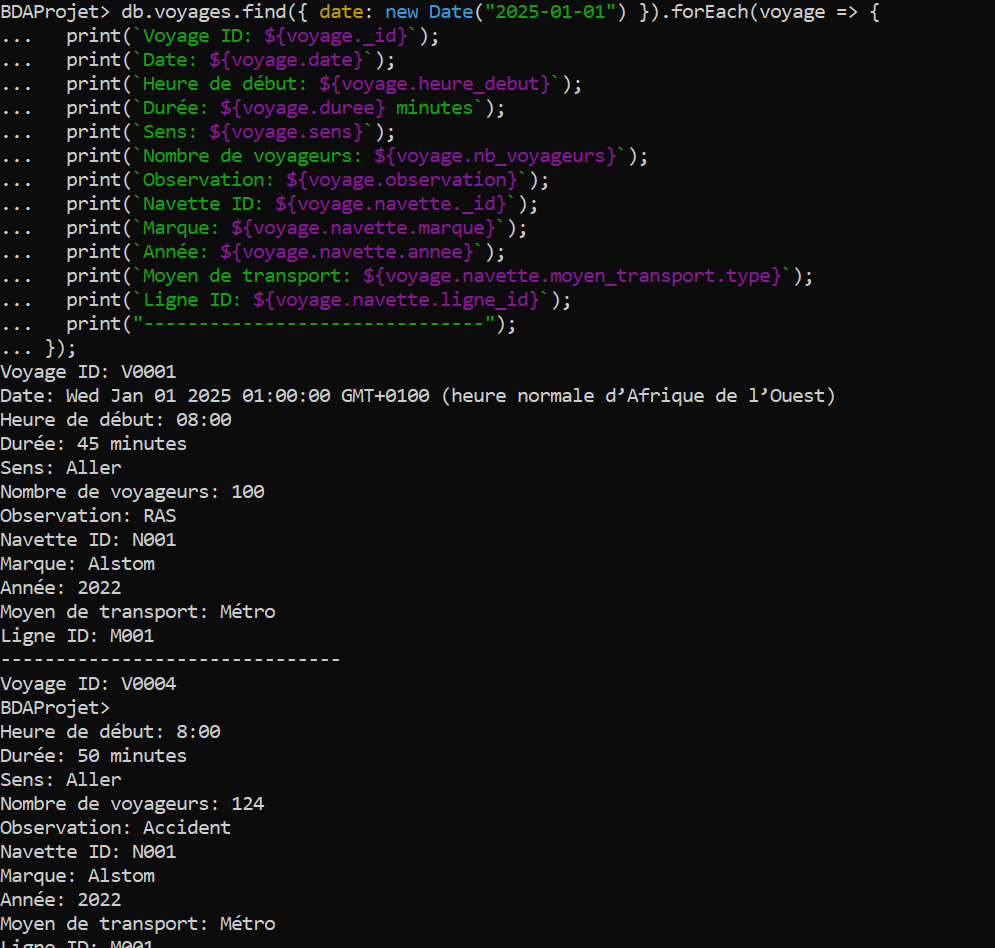 BDAProjet> db.voyages.find({ date: new Date("2025-01-01") }).forEach(voyage => {
...   print(`Voyage ID: ${voyage._id}`);
...   print(`Date: ${voyage.date}`);
...   print(`Heure de début: ${voyage.heure_debut}`);
...   print(`Durée: ${voyage.duree} minutes`);
...   print(`Sens: ${voyage.sens}`);
...   print(`Nombre de voyageurs: ${voyage.nb_voyageurs}`);
...   print(`Observation: ${voyage.observation}`);
...   print(`Navette ID: ${voyage.navette._id}`);
...   print(`Marque: ${voyage.navette.marque}`);
...   print(`Année: ${voyage.navette.annee}`);
...   print(`Moyen de transport: ${voyage.navette.moyen_transport.type}`);
...   print(`Ligne ID: ${voyage.navette.ligne_id}`);
...   print("-------------------------------");
... });
Voyage ID: V0001
Date: Wed Jan 01 2025 01:00:00 GMT+0100 (heure normale d’Afrique de l’Ouest)
Heure de début: 08:00
Durée: 45 minutes
Sens: Aller
Nombre de voyageurs: 100
Observation: RAS
Navette ID: N001
Marque: Alstom
Année: 2022
Moyen de transport: Métro
Ligne ID: M001
-------------------------------
Voyage ID: V0004
BDAProjet>
Heure de début: 8:00
Durée: 50 minutes
Sens: Aller
Nombre de voyageurs: 124
Observation: Accident
Navette ID: N001
Marque: Alstom
Année: 2022
Moyen de transport: Métro
Ligne ID: M001